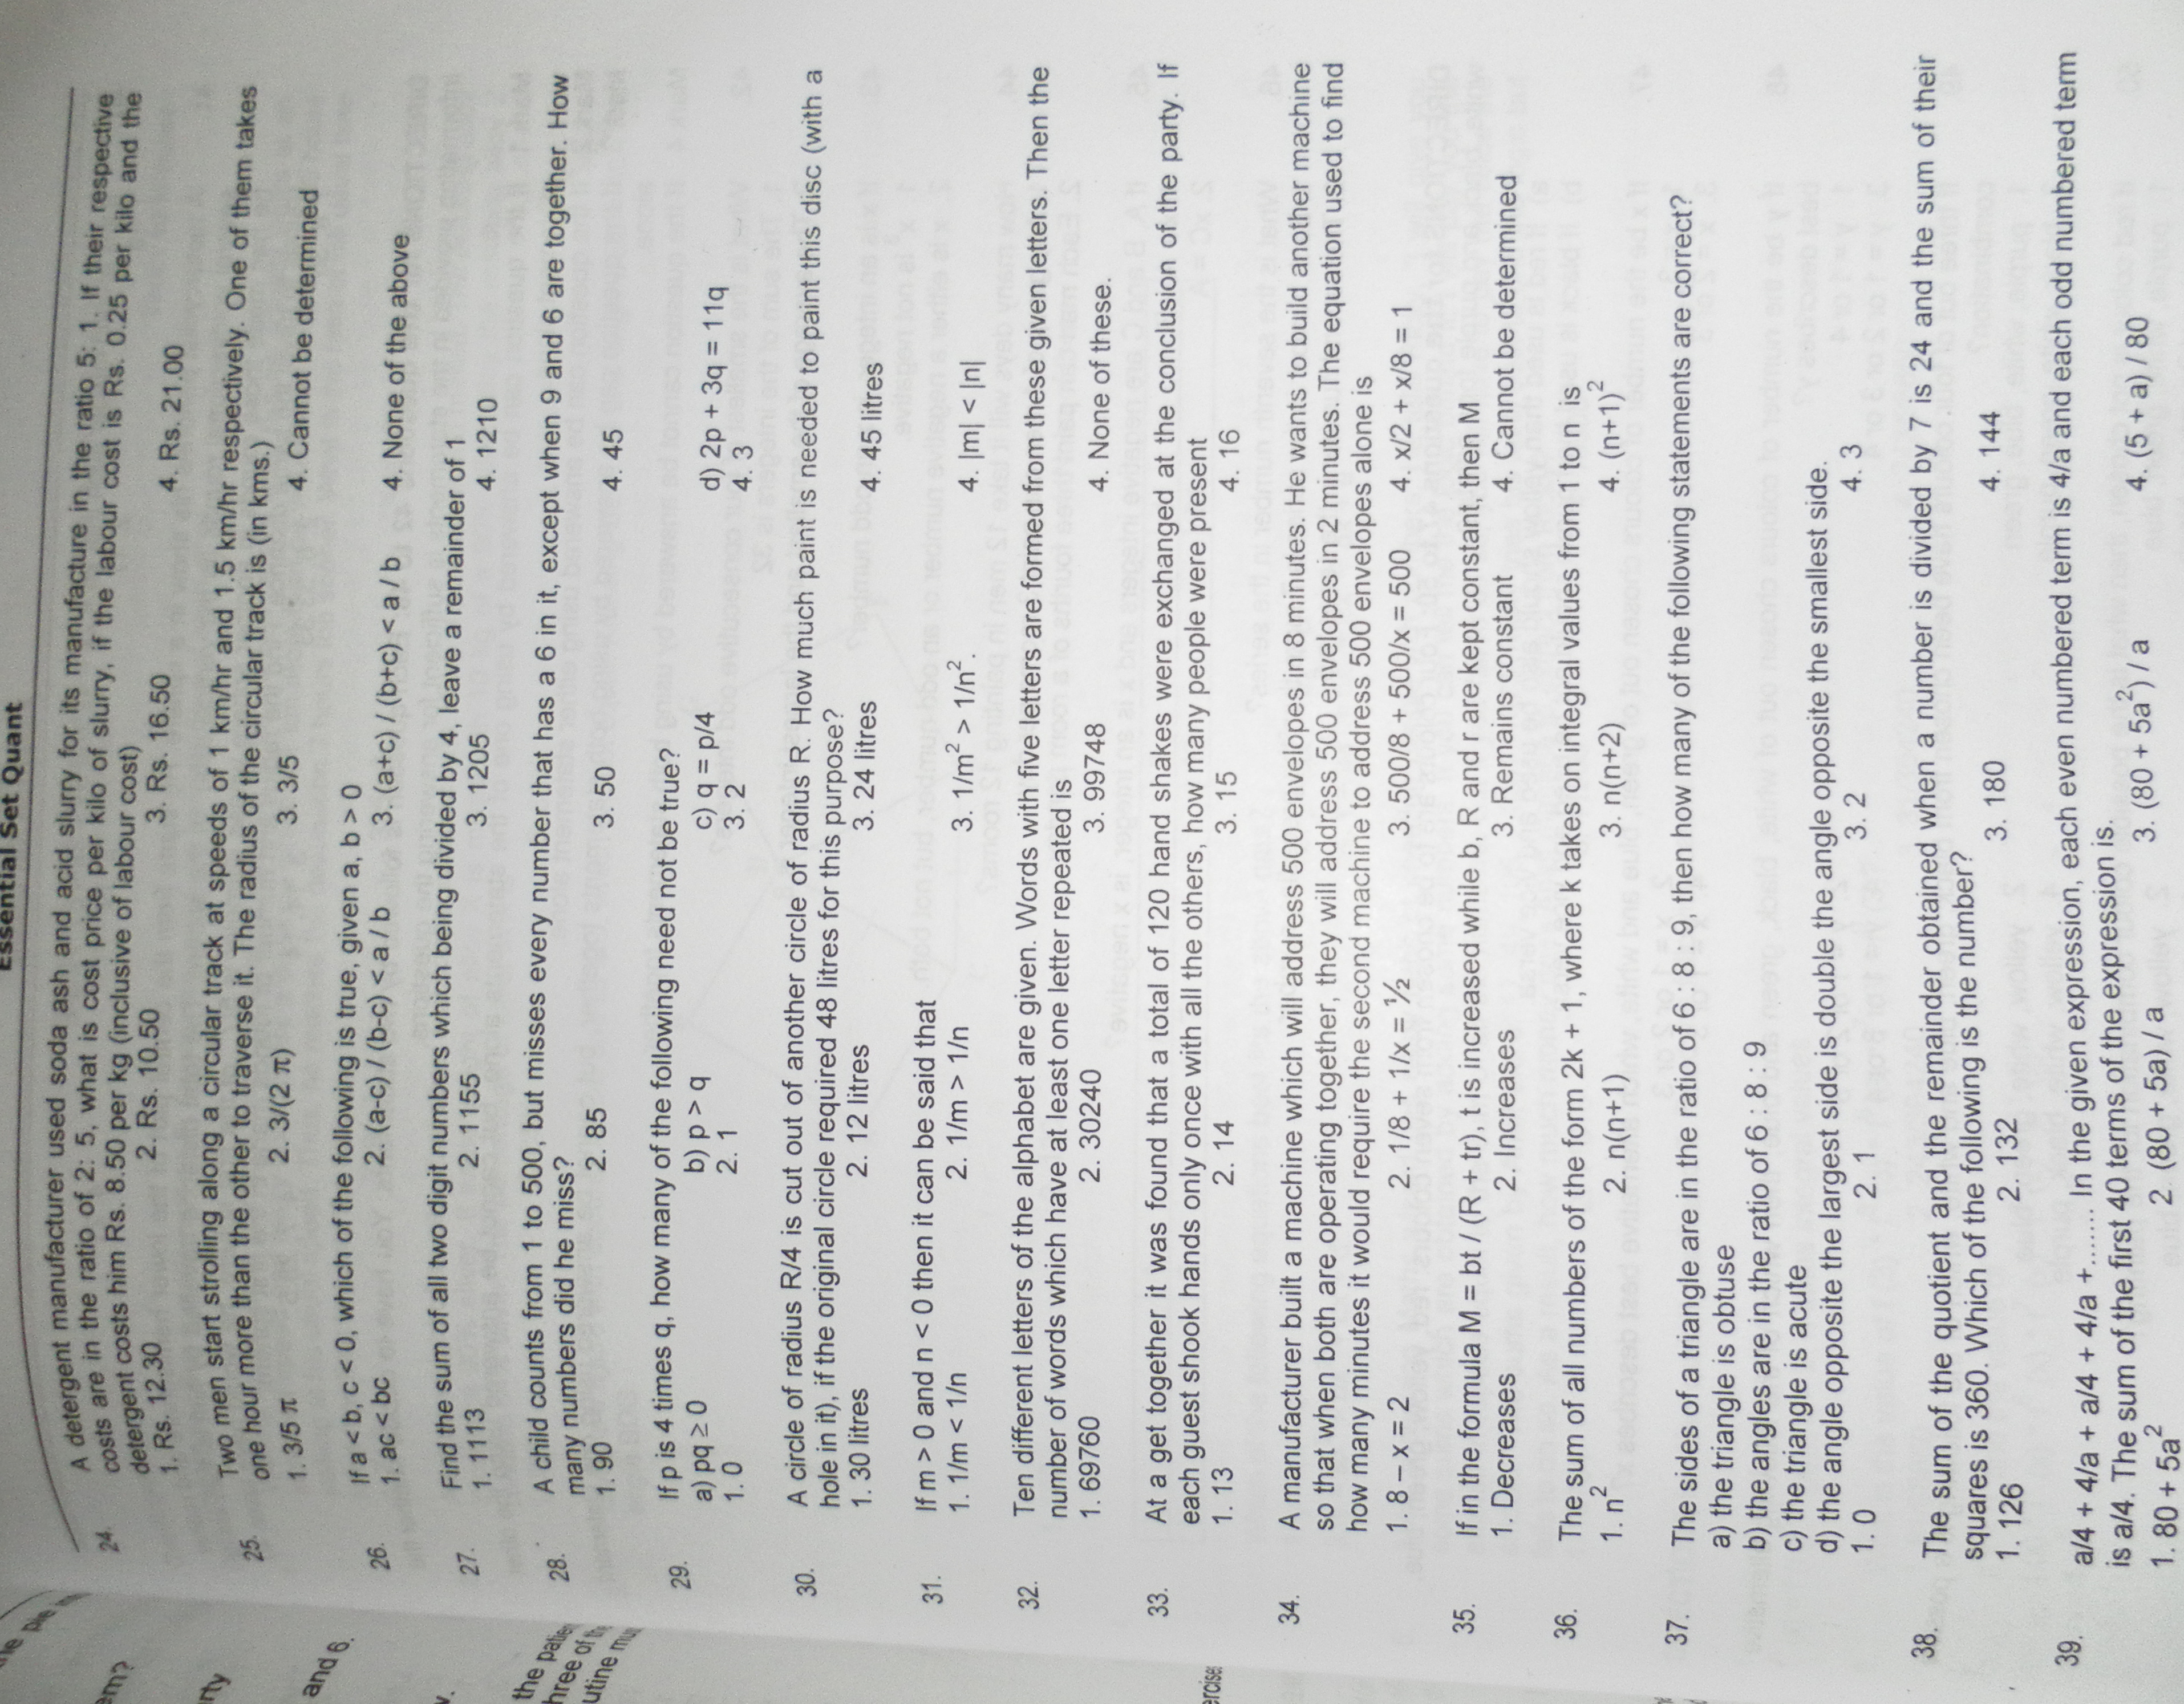 Essential Set Quant
24. A detergent manufacturer used soda ash and acid slurry for its manufacture in the ratio 5: 1. If their respective
costs are in the ratio of 2: 5, what is cost price per kilo of slurry, if the labour cost is Rs. 0.25 per kilo and the
detergent costs him Rs. 8.50 per kg (inclusive of labour cost)
1. Rs. 12.30 2. Rs. 10.50 3. Rs. 16.50 4. Rs. 21.00
25. Two men start strolling along a circular track at speeds of 1 km/hr and 1.5 km/hr respectively. One of them takes
one hour more than the other to traverse it. The radius of the circular track is (in kms.)
1. 3/5 π 2. 3/(2 π) 3. 3/5 4. Cannot be determined
26. If a < b, c < 0, which of the following is true, given a, b > 0
1. ac < bc 2. (a-c) / (b-c) < a / b 3. (a+c) / (b+c) < a / b 4. None of the above
27. Find the sum of all two digit numbers which being divided by 4, leave a remainder of 1
1. 1113 2. 1155 3. 1205 4. 1210
28. A child counts from 1 to 500, but misses every number that has a 6 in it, except when 9 and 6 are together. How
many numbers did he miss?
1. 90 2. 85 3. 50 4. 45
29. If p is 4 times q, how many of the following need not be true?
a) pq ≥ 0 b) p > q c) q = p/4 d) 2p + 3q = 11q
1. 0 2. 1 3. 2 4. 3
30. A circle of radius R/4 is cut out of another circle of radius R. How much paint is needed to paint this disc (with a
hole in it), if the original circle required 48 litres for this purpose?
1. 30 litres 2. 12 litres 3. 24 litres 4. 45 litres
31. If m > 0 and n < 0 then it can be said that
1. 1/m < 1/n 2. 1/m > 1/n 3. 1/m² > 1/n². 4. |m| < |n|
32. Ten different letters of the alphabet are given. Words with five letters are formed from these given letters. Then the
number of words which have at least one letter repeated is
1. 69760 2. 30240 3. 99748 4. None of these.
33. At a get together it was found that a total of 120 hand shakes were exchanged at the conclusion of the party. If
each guest shook hands only once with all the others, how many people were present
1. 13 2. 14 3. 15 4. 16
34. A manufacturer built a machine which will address 500 envelopes in 8 minutes. He wants to build another machine
so that when both are operating together, they will address 500 envelopes in 2 minutes. The equation used to find
how many minutes it would require the second machine to address 500 envelopes alone is
1. 8 – x = 2 2. 1/8 + 1/x = ½ 3. 500/8 + 500/x = 500 4. x/2 + x/8 = 1
35. If in the formula M = bt / (R + tr), t is increased while b, R and r are kept constant, then M
1. Decreases 2. Increases 3. Remains constant 4. Cannot be determined
36. The sum of all numbers of the form 2k + 1, where k takes on integral values from 1 to n is
1. n² 2. n(n+1) 3. n(n+2) 4. (n+1)²
37. The sides of a triangle are in the ratio of 6 : 8 : 9, then how many of the following statements are correct?
a) the triangle is obtuse
b) the angles are in the ratio of 6 : 8 : 9
c) the triangle is acute
d) the angle opposite the largest side is double the angle opposite the smallest side.
1. 0 2. 1 3. 2 4. 3
38. The sum of the quotient and the remainder obtained when a number is divided by 7 is 24 and the sum of their
squares is 360. Which of the following is the number?
1. 126 2. 132 3. 180 4. 144
39. a/4 + 4/a + a/4 + 4/a +....... In the given expression, each even numbered term is 4/a and each odd numbered term
is a/4. The sum of the first 40 terms of the expression is.
1. 80 + 5a² 2. (80 + 5a) / a 3. (80 + 5a²) / a 4. (5 + a) / 80
and 6.
the patien
hree of th